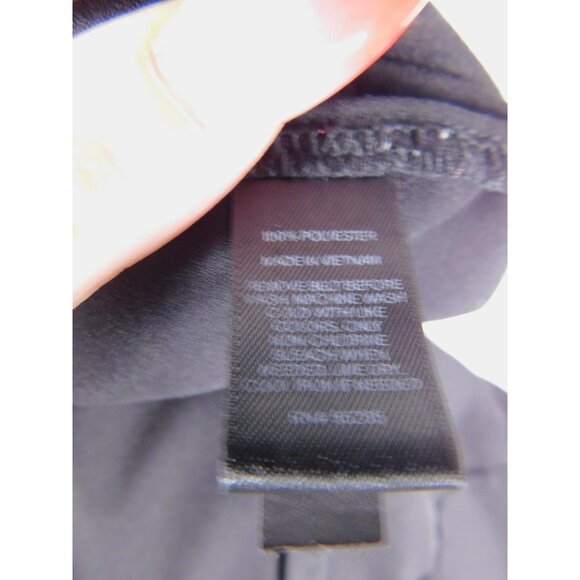 100% POLYESTER
MADE IN VIETNAM
REMOVE BELT BEFORE
WASH MACHINE WASH
COLD WITH LIKE
COLORS ONLY
NON-CHLORINE
BLEACH WHEN
NEEDED LINE DRY
COOL IRON IF NEEDED
RN#